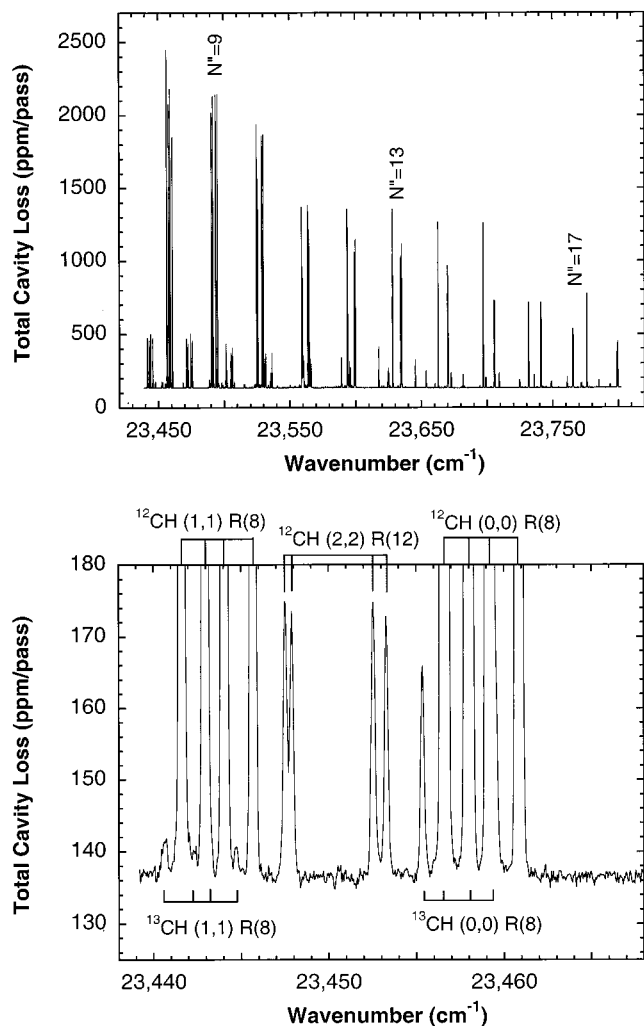 Total Cavity Loss (ppm/pass)
2500
2000
1500
1000
500
0
N"=9
N"=13
N"=17
23,450 23,550 23,650 23,750
Wavenumber (cm⁻¹)
¹²CH (1,1) R(8) ¹²CH (2,2) R(12) ¹²CH (0,0) R(8)
Total Cavity Loss (ppm/pass)
180
170
160
150
140
130
¹³CH (1,1) R(8) ¹³CH (0,0) R(8)
23,440 23,450 23,460
Wavenumber (cm⁻¹)